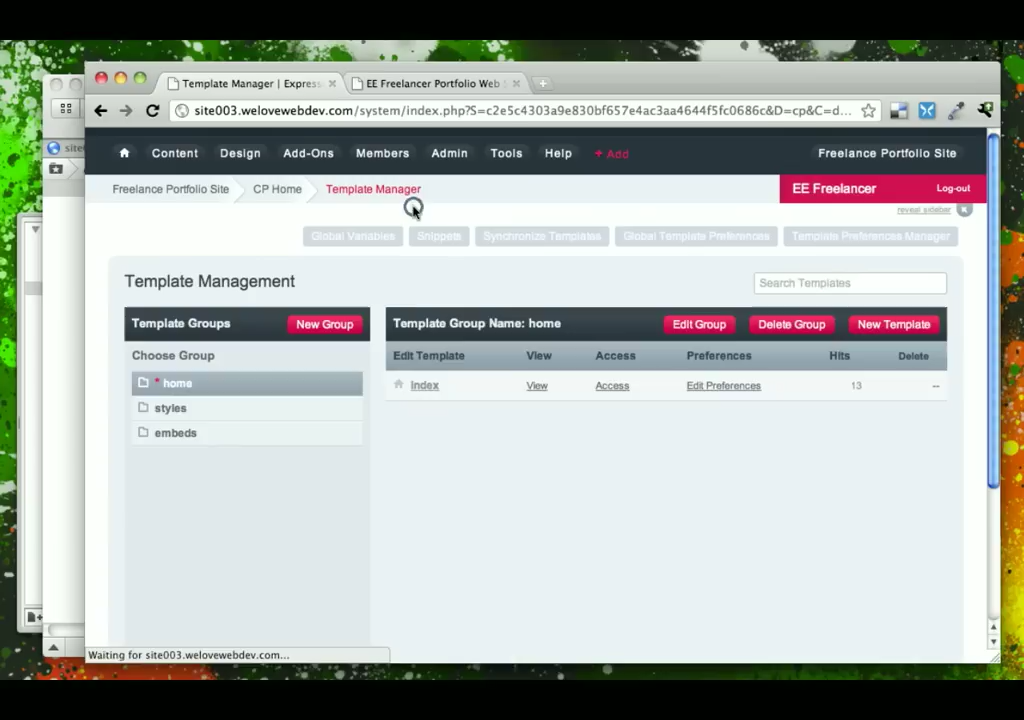 Template Manager | Express
EE Freelancer Portfolio Web
site003.welovewebdev.com/system/index.php?S=c2e5c4303a9e830bf657e4ac3aa4644f5fc0686c&D=cp&C=d...
site
Content Design Add-Ons Members Admin Tools Help + Add Freelance Portfolio Site
Freelance Portfolio Site CP Home Template Manager EE Freelancer Log-out
reveal sidebar
Global Variables Snippets Synchronize Templates Global Template Preferences Template Preferences Manager
Template Management Search Templates
Template Groups New Group Template Group Name: home Edit Group Delete Group New Template
Choose Group Edit Template View Access Preferences Hits Delete
* home Index View Access Edit Preferences 13 --
styles
embeds
Waiting for site003.welovewebdev.com...